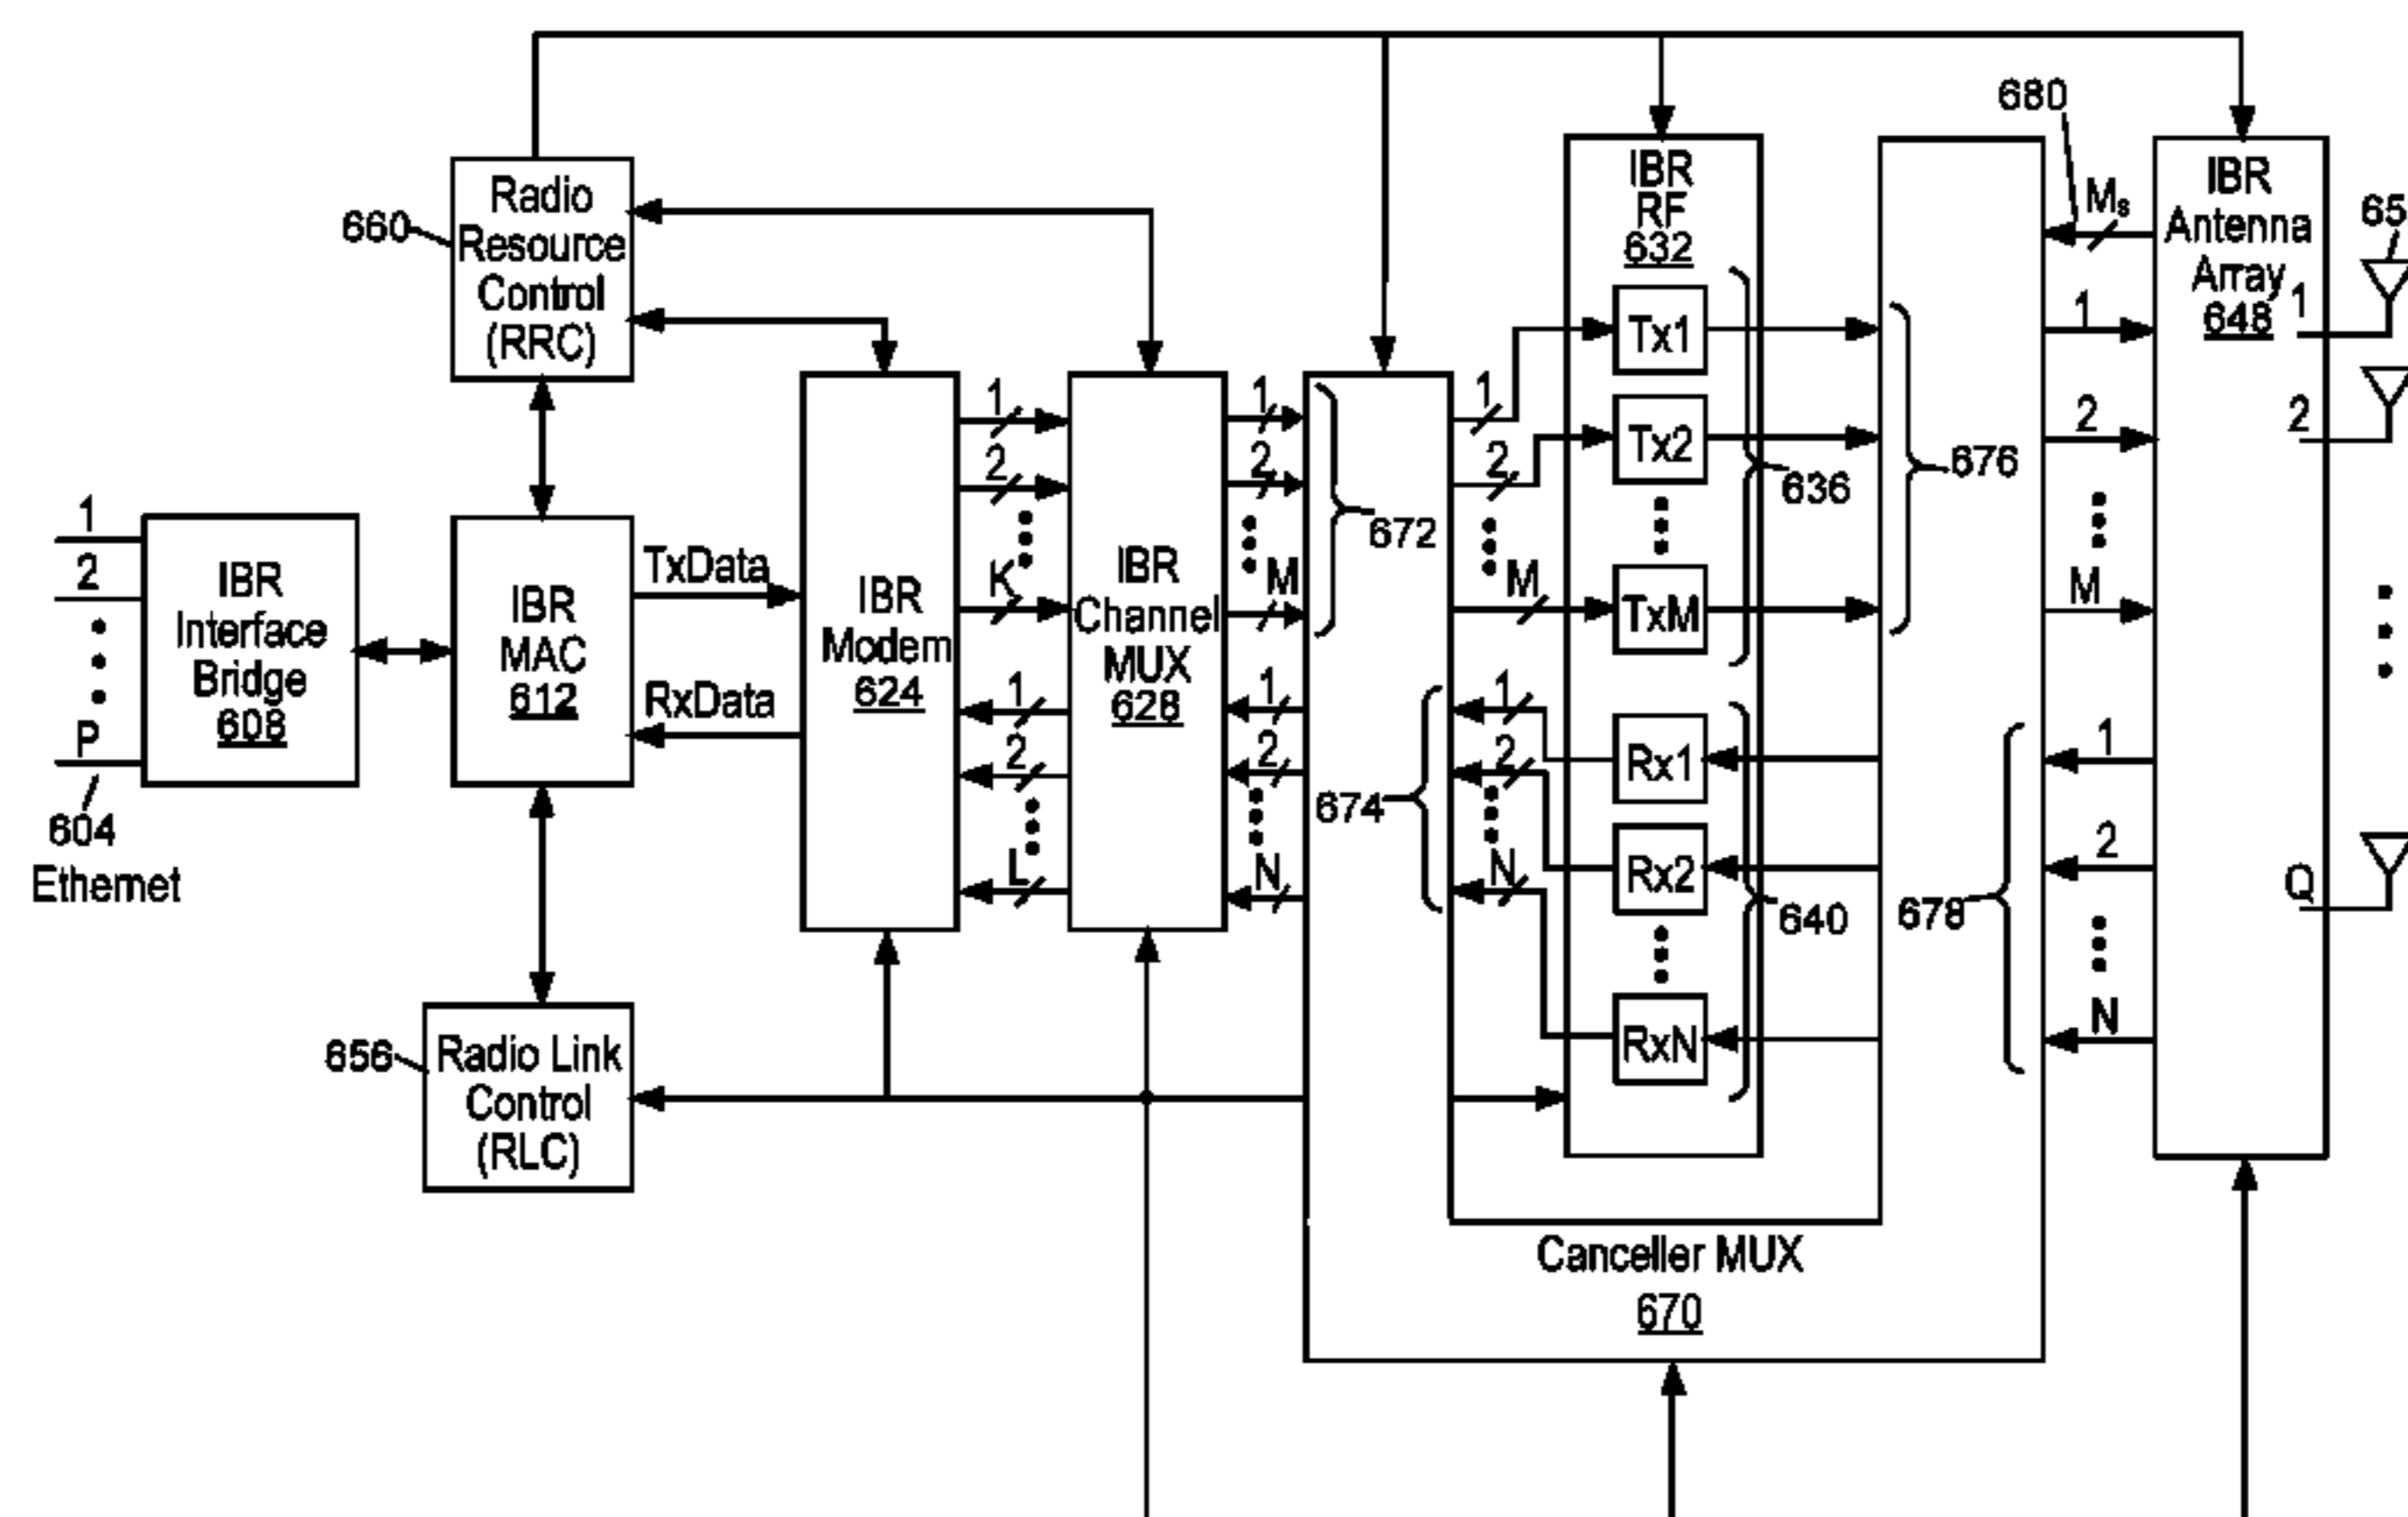 680
660
Radio
Resource
Control
(RRC)
IBR
RF
632
Ms
IBR
Antenna
Array
648
65
1
2
Q
1
2
P
604
Ethernet
IBR
Interface
Bridge
608
IBR
MAC
612
TxData
RxData
IBR
Modem
624
1
2
K
1
2
L
IBR
Channel
MUX
628
1
2
M
1
2
N
672
674
1
2
M
1
2
N
Tx1
Tx2
TxM
636
Rx1
Rx2
RxN
640
676
678
1
2
M
1
2
N
656
Radio Link
Control
(RLC)
Canceller MUX
670